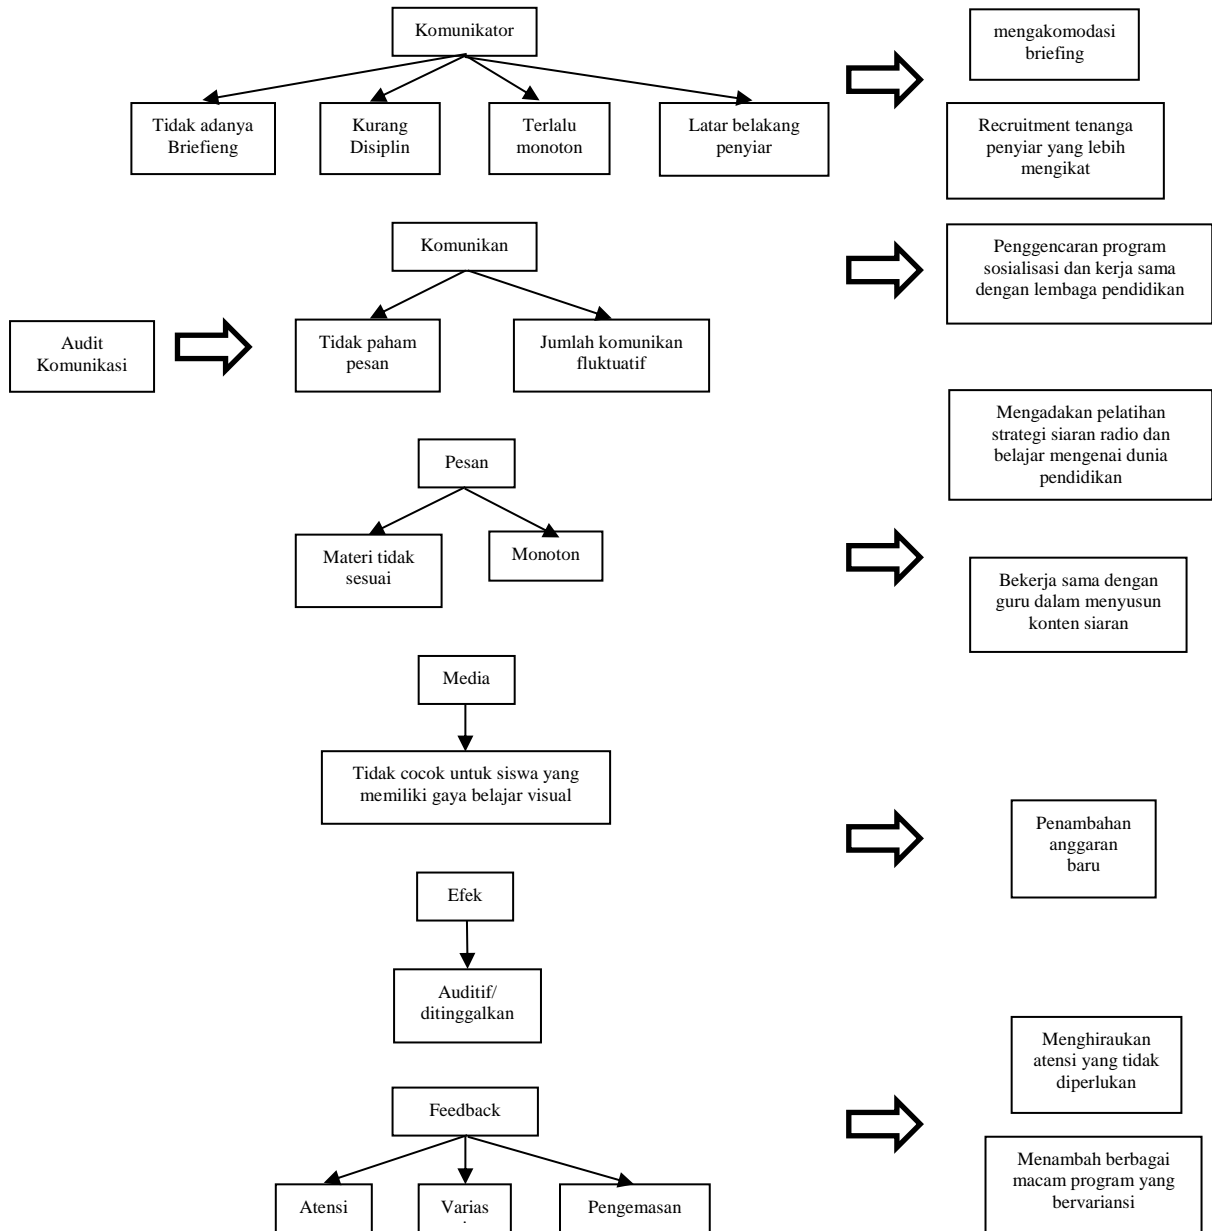 Komunikator
mengakomodasi
briefing
Tidak adanya
Briefieng
Kurang
Disiplin
Terlalu
monoton
Latar belakang
penyiar
Recruitment tenanga
penyiar yang lebih
mengikat
Komunikan
Penggencaran program
sosialisasi dan kerja sama
dengan lembaga pendidikan
Audit
Komunikasi
Tidak paham
pesan
Jumlah komunikan
fluktuatif
Mengadakan pelatihan
strategi siaran radio dan
belajar mengenai dunia
pendidikan
Pesan
Materi tidak
sesuai
Monoton
Bekerja sama dengan
guru dalam menyusun
konten siaran
Media
Tidak cocok untuk siswa yang
memiliki gaya belajar visual
Penambahan
anggaran
baru
Efek
Auditif/
ditinggalkan
Menghiraukan
atensi yang tidak
diperlukan
Feedback
Menambah berbagai
macam program yang
bervariansi
Atensi
Varias
Pengemasan